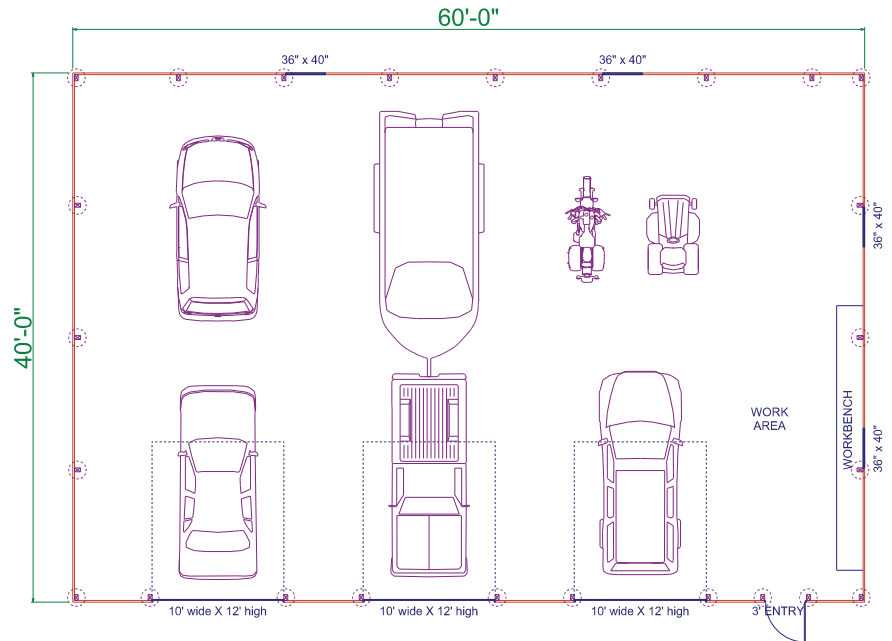 60'-0"
36" x 40"
36" x 40"
36" x 40"
40'-0"
WORK
AREA
WORKBENCH
36" x 40"
10' wide X 12' high
10' wide X 12' high
10' wide X 12' high
3' ENTRY